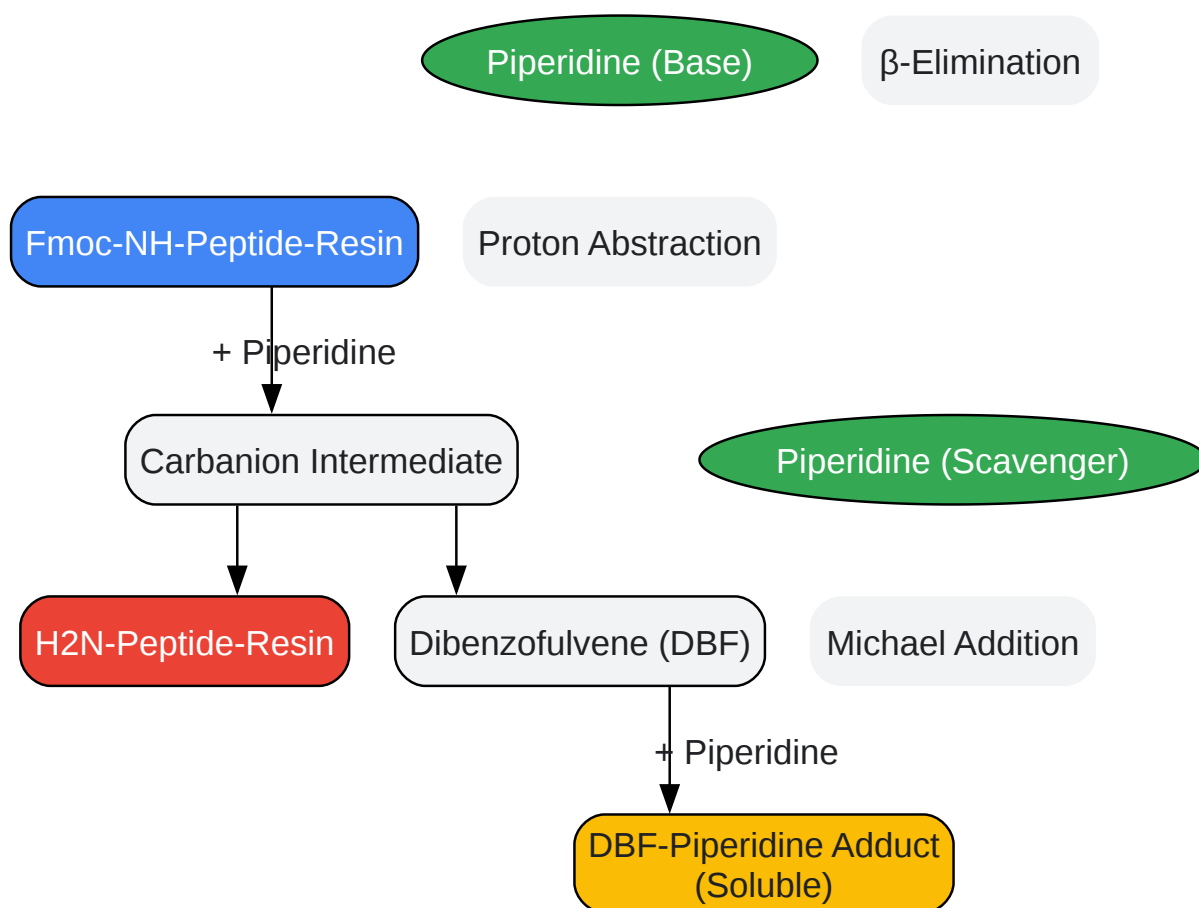 Piperidine (Base)
β-Elimination
Fmoc-NH-Peptide-Resin
Proton Abstraction
+ Piperidine
Carbanion Intermediate
Piperidine (Scavenger)
H2N-Peptide-Resin
Dibenzofulvene (DBF)
Michael Addition
+ Piperidine
DBF-Piperidine Adduct
(Soluble)